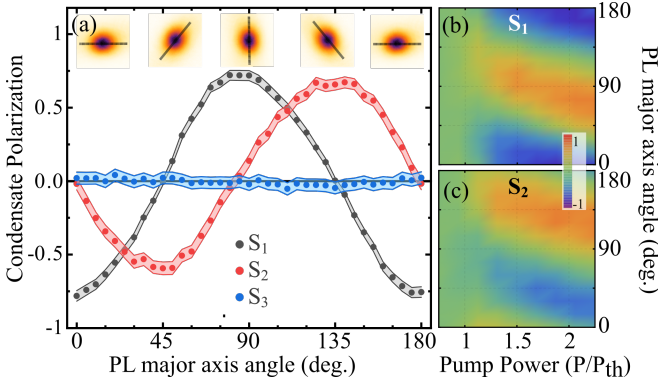 (a)
1
0.5
0.0
-0.5
-1
Condensate Polarization
S1
S2
S3
0 45 90 135 180
PL major axis angle (deg.)
(b) S1
(c) S2
1
-1
180
90
0
180
90
0
PL major axis angle (deg.)
1 1.5 2
Pump Power (P/Pth)